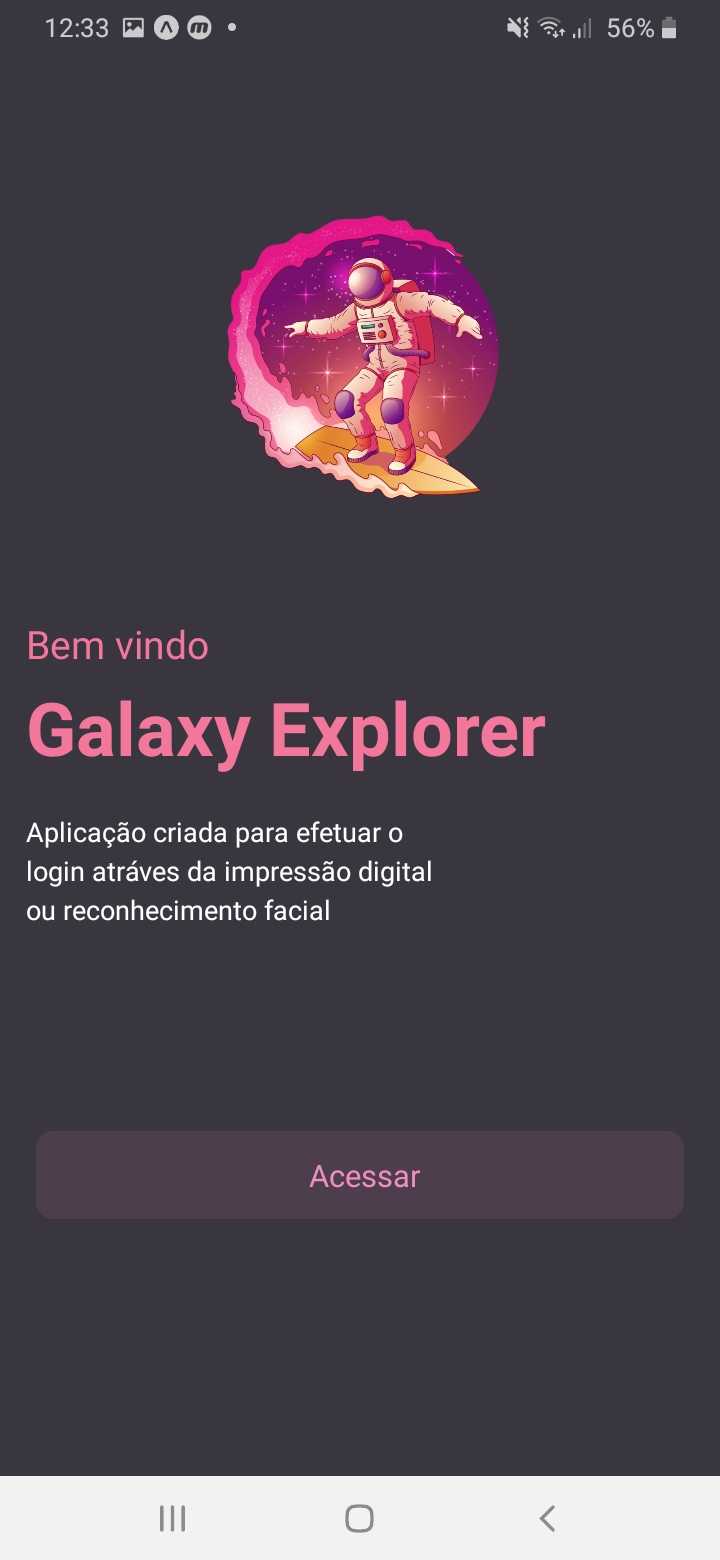 12:33
56%
Bem vindo
Galaxy Explorer
Aplicação criada para efetuar o
login atráves da impressão digital
ou reconhecimento facial
Acessar